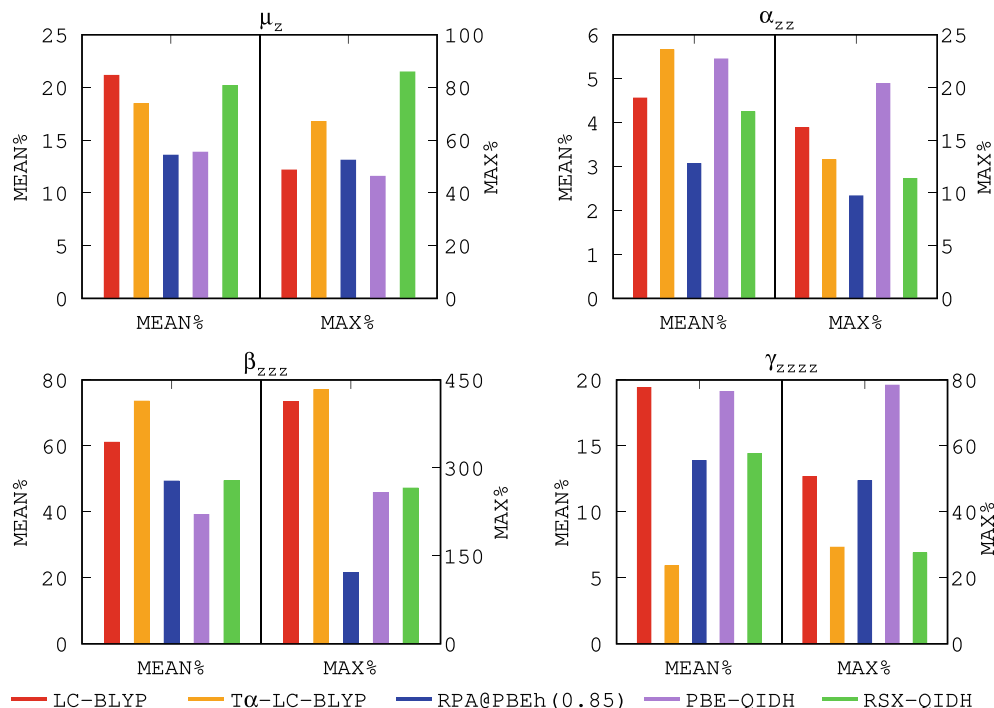 μz
αzz
25
20
15
10
5
0
MEAN%
100
80
60
40
20
0
MAX%
MEAN%
MAX%
6
5
4
3
2
1
0
MEAN%
25
20
15
10
5
0
MAX%
MEAN%
MAX%
βzzz
γzzzz
80
60
40
20
0
MEAN%
450
300
150
0
MAX%
MEAN%
MAX%
20
15
10
5
0
MEAN%
80
60
40
20
0
MAX%
MEAN%
MAX%
LC-BLYP
Tα-LC-BLYP
RPA@PBEh(0.85)
PBE-QIDH
RSX-QIDH